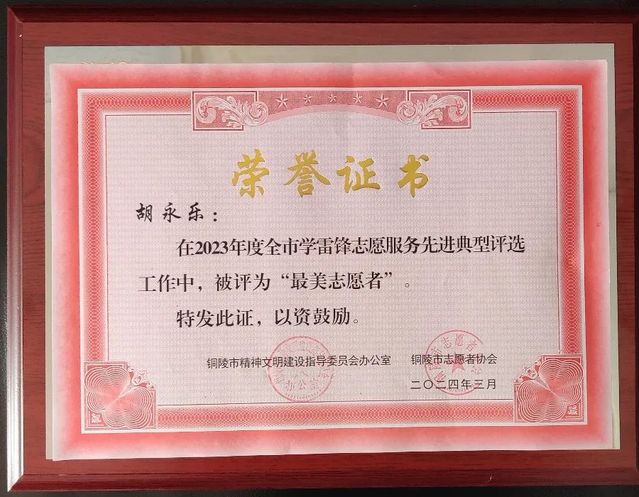 荣誉证书
胡永乐：
在2023年度全市学雷锋志愿服务先进典型评选
工作中，被评为“最美志愿者”。
特发此证，以资鼓励。
铜陵市精神文明建设指导委员会办公室 铜陵市志愿者协会
办公室
二〇二四年三月